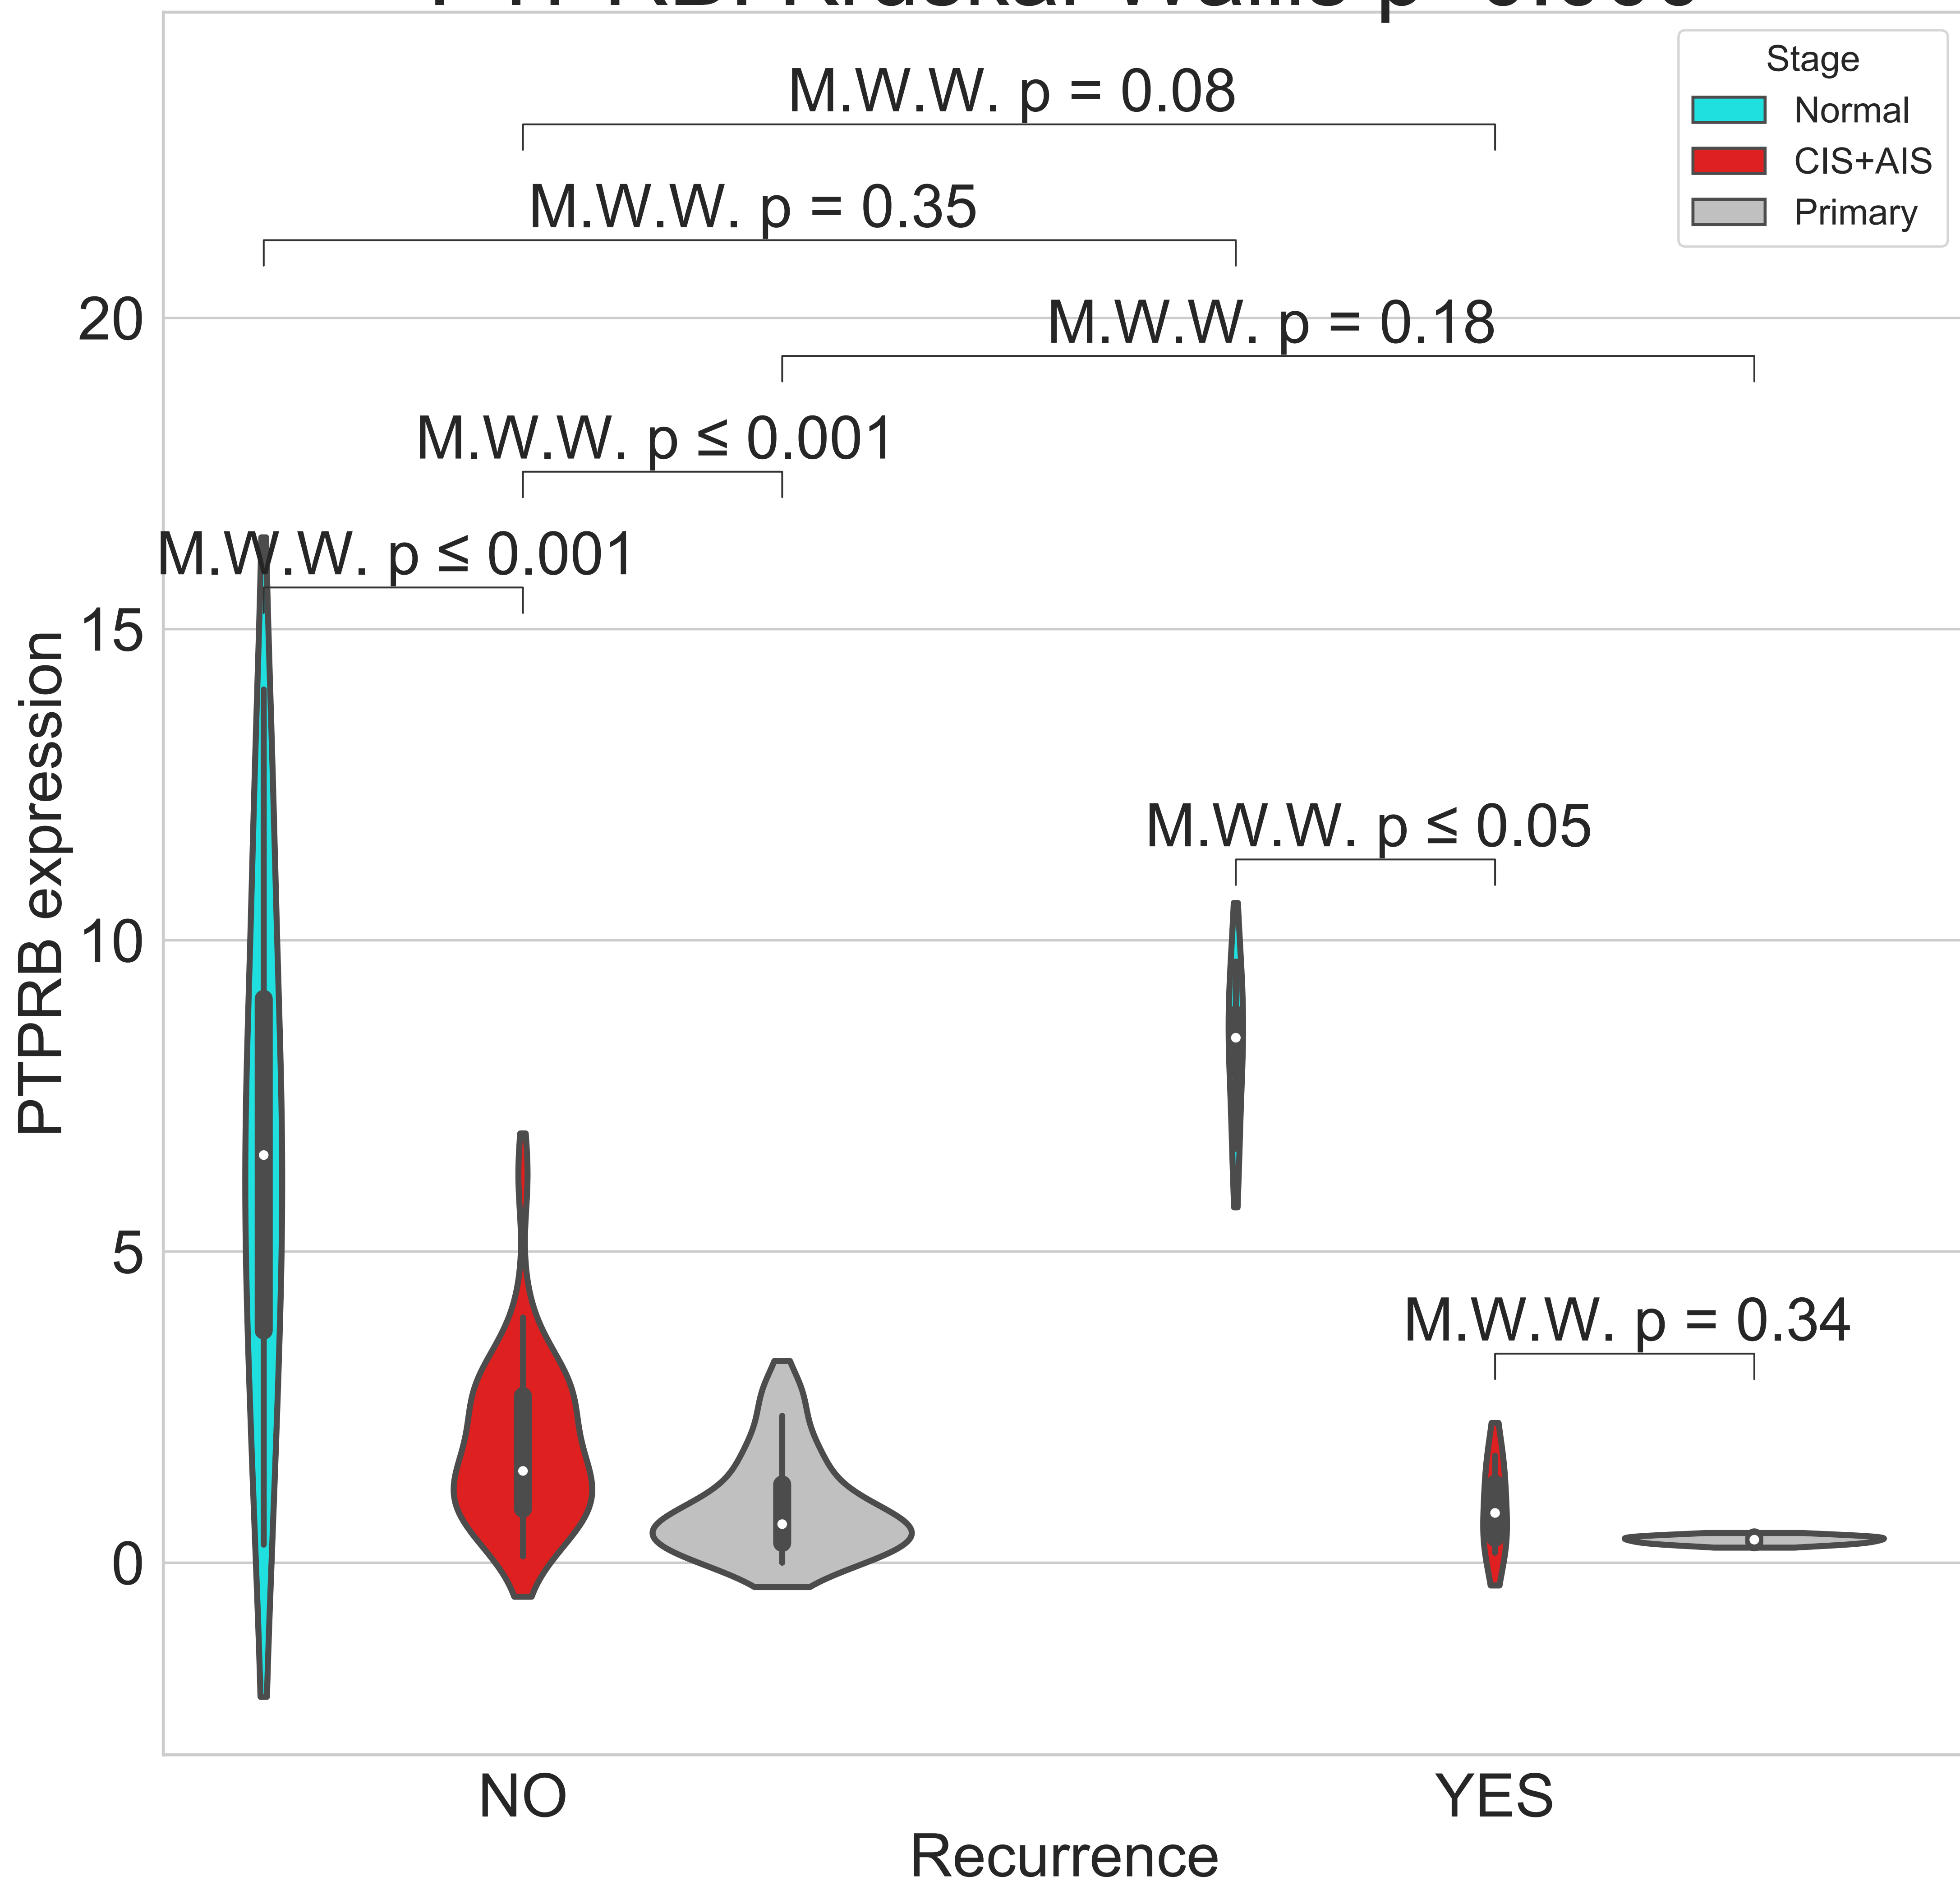 Stage
Normal
CIS+AIS
Primary
M.W.W. p = 0.08
M.W.W. p = 0.35
M.W.W. p = 0.18
M.W.W. p ≤ 0.001
M.W.W. p ≤ 0.001
M.W.W. p ≤ 0.05
M.W.W. p = 0.34
PTPRB expression
20
15
10
5
0
NO
YES
Recurrence